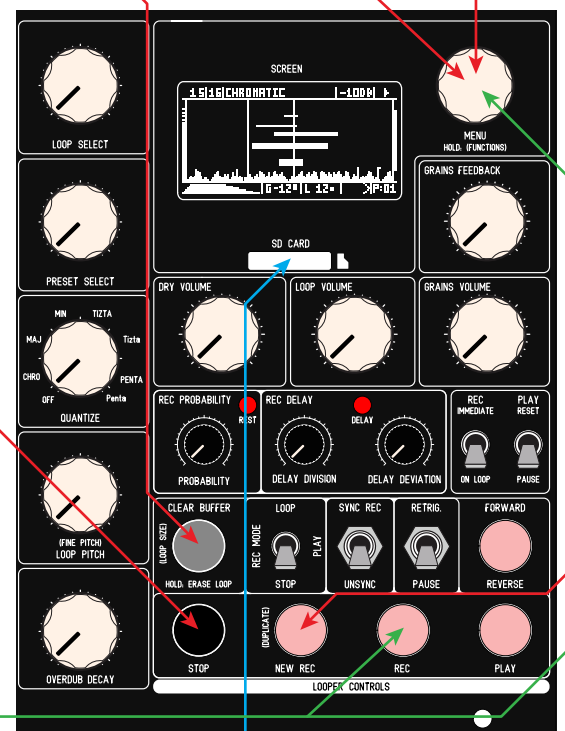 SCREEN
15|16|CHROMATIC
G-12
L 12
P:01
LOOP SELECT
MENU
HOLD: (FUNCTIONS)
GRAINS FEEDBACK
PRESET SELECT
SD CARD
DRY VOLUME
LOOP VOLUME
GRAINS VOLUME
MIN
TIZTA
MAJ
Tizta
CHRO
PENTA
OFF
Penta
QUANTIZE
REC PROBABILITY
REST
PROBABILITY
REC DELAY
DELAY
DELAY DIVISION
DELAY DEVIATION
REC
IMMEDIATE
ON LOOP
PLAY
RESET
PAUSE
(FINE PITCH)
LOOP PITCH
CLEAR BUFFER
(LOOP SIZE)
HOLD: ERASE LOOP
LOOP
REC MODE
PLAY
STOP
SYNC REC
UNSYNC
RETRIG.
PAUSE
FORWARD
REVERSE
OVERDUB DECAY
STOP
(DUPLICATE)
NEW REC
REC
PLAY
LOOPER CONTROLS